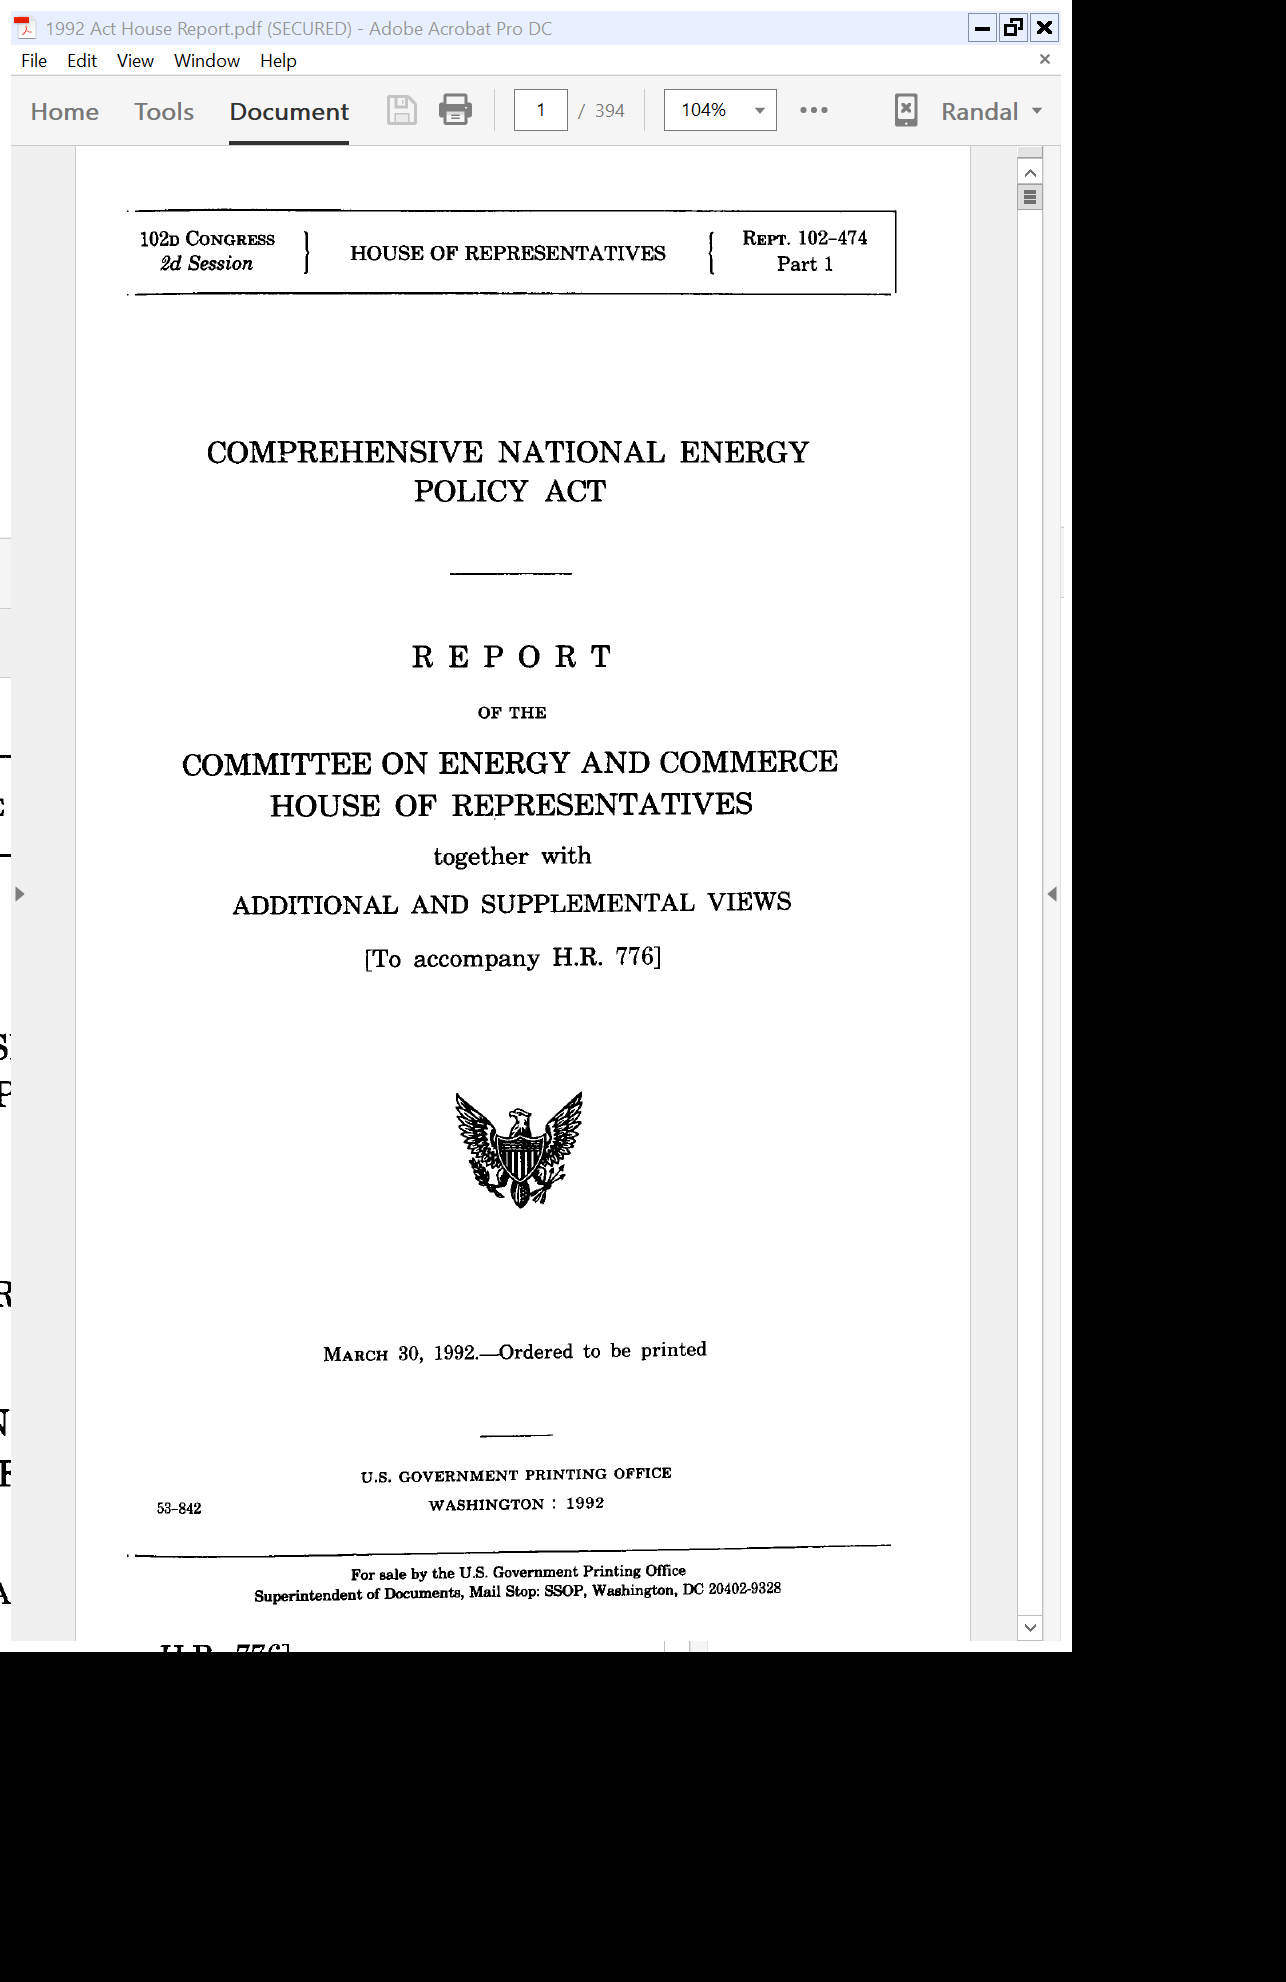 1992 Act House Report.pdf (SECURED) - Adobe Acrobat Pro DC
File Edit View Window Help
Home Tools Document 1 / 394 104% Randal
102D CONGRESS
2d Session
HOUSE OF REPRESENTATIVES
REPT. 102-474
Part 1
COMPREHENSIVE NATIONAL ENERGY
POLICY ACT
REPORT
OF THE
COMMITTEE ON ENERGY AND COMMERCE
HOUSE OF REPRESENTATIVES
together with
ADDITIONAL AND SUPPLEMENTAL VIEWS
[To accompany H.R. 776]
MARCH 30, 1992.—Ordered to be printed
U.S. GOVERNMENT PRINTING OFFICE
53-842
WASHINGTON : 1992
For sale by the U.S. Government Printing Office
Superintendent of Documents, Mail Stop: SSOP, Washington, DC 20402-9328
H.R. 776]